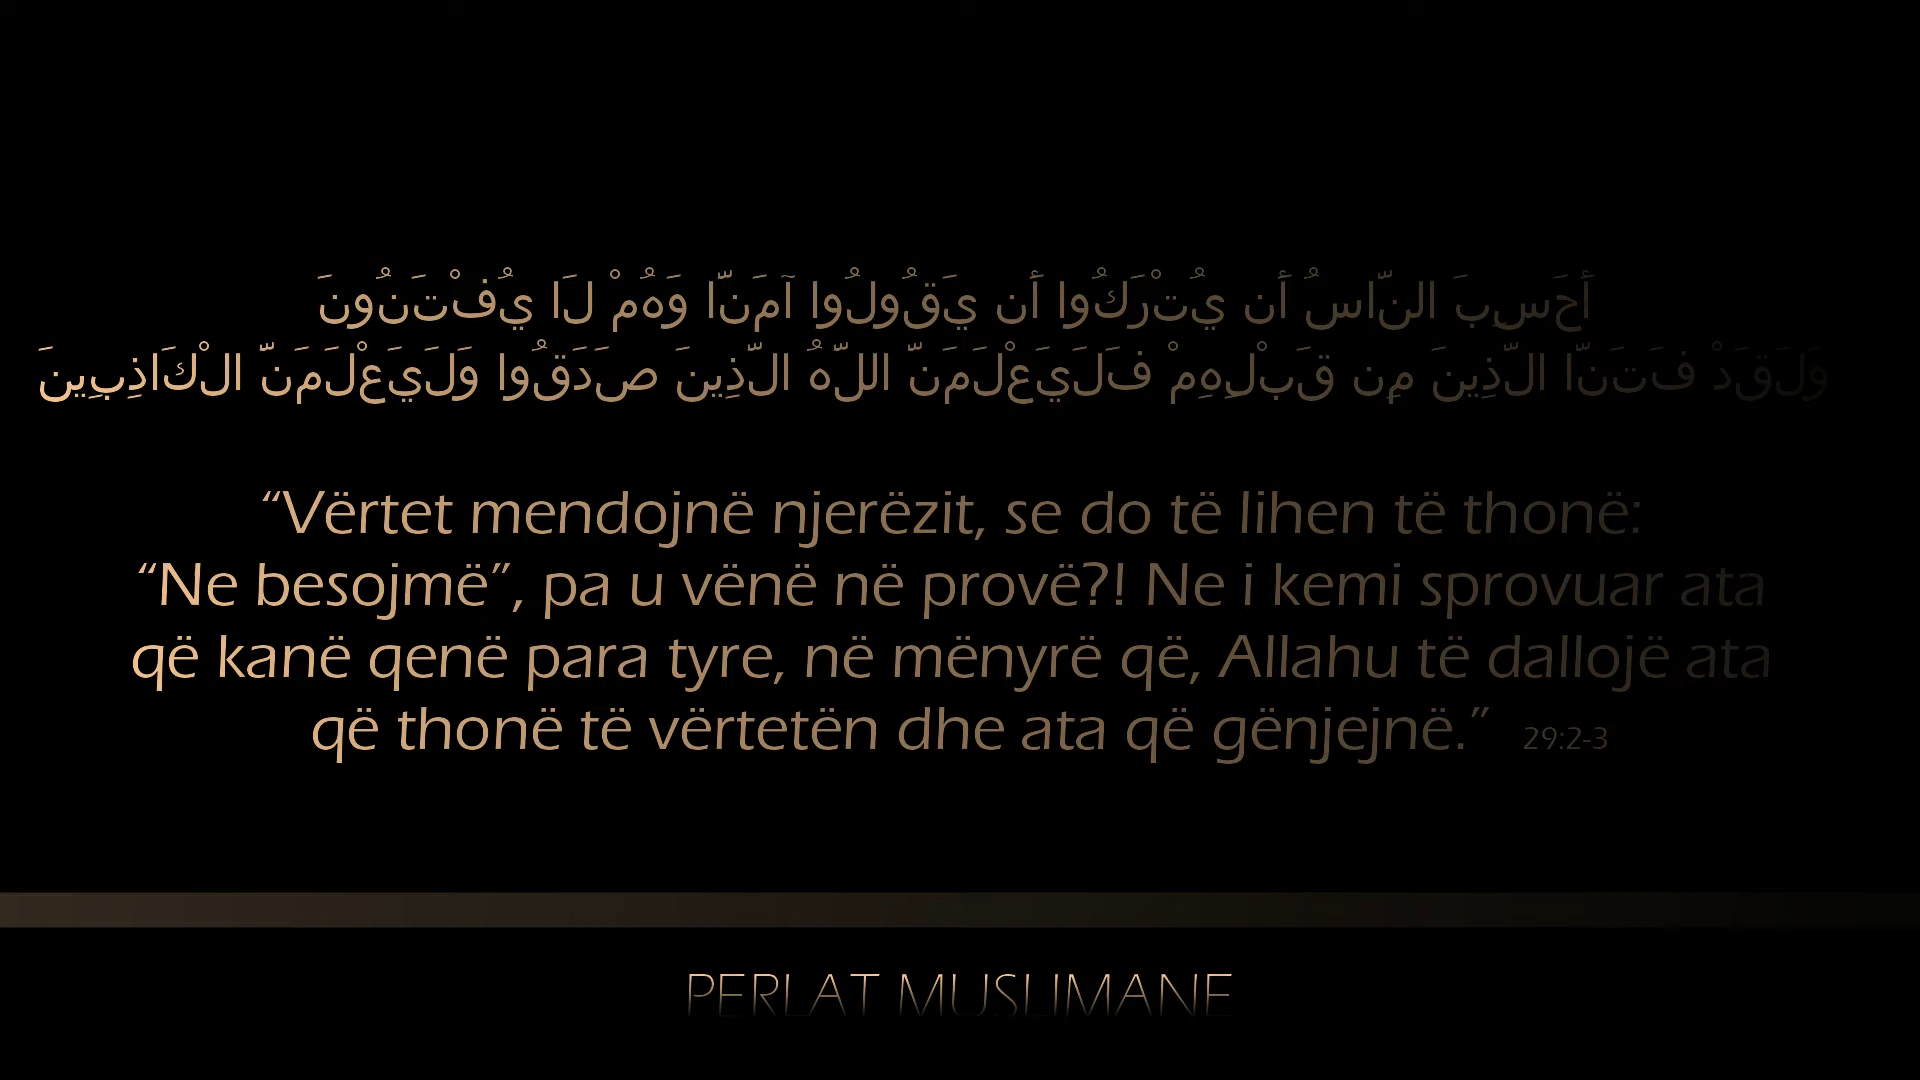 أَحَسِبَ النَّاسُ أَن يُتْرَكُوا أَن يَقُولُوا آمَنَّا وَهُمْ لَا يُفْتَنُونَ
وَلَقَدْ فَتَنَّا الَّذِينَ مِن قَبْلِهِمْ فَلَيَعْلَمَنَّ اللَّهُ الَّذِينَ صَدَقُوا وَلَيَعْلَمَنَّ الْكَاذِبِينَ
“Vërtet mendojnë njerëzit, se do të lihen të thonë:
“Ne besojmë”, pa u vënë në provë?! Ne i kemi sprovuar ata
që kanë qenë para tyre, në mënyrë që, Allahu të dallojë ata
që thonë të vërtetën dhe ata që gënjejnë.” 29:2-3
PERLAT MUSLIMANE